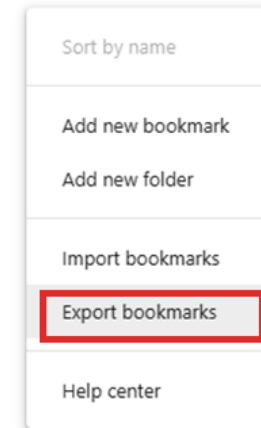 Sort by name
Add new bookmark
Add new folder
Import bookmarks
Export bookmarks
Help center